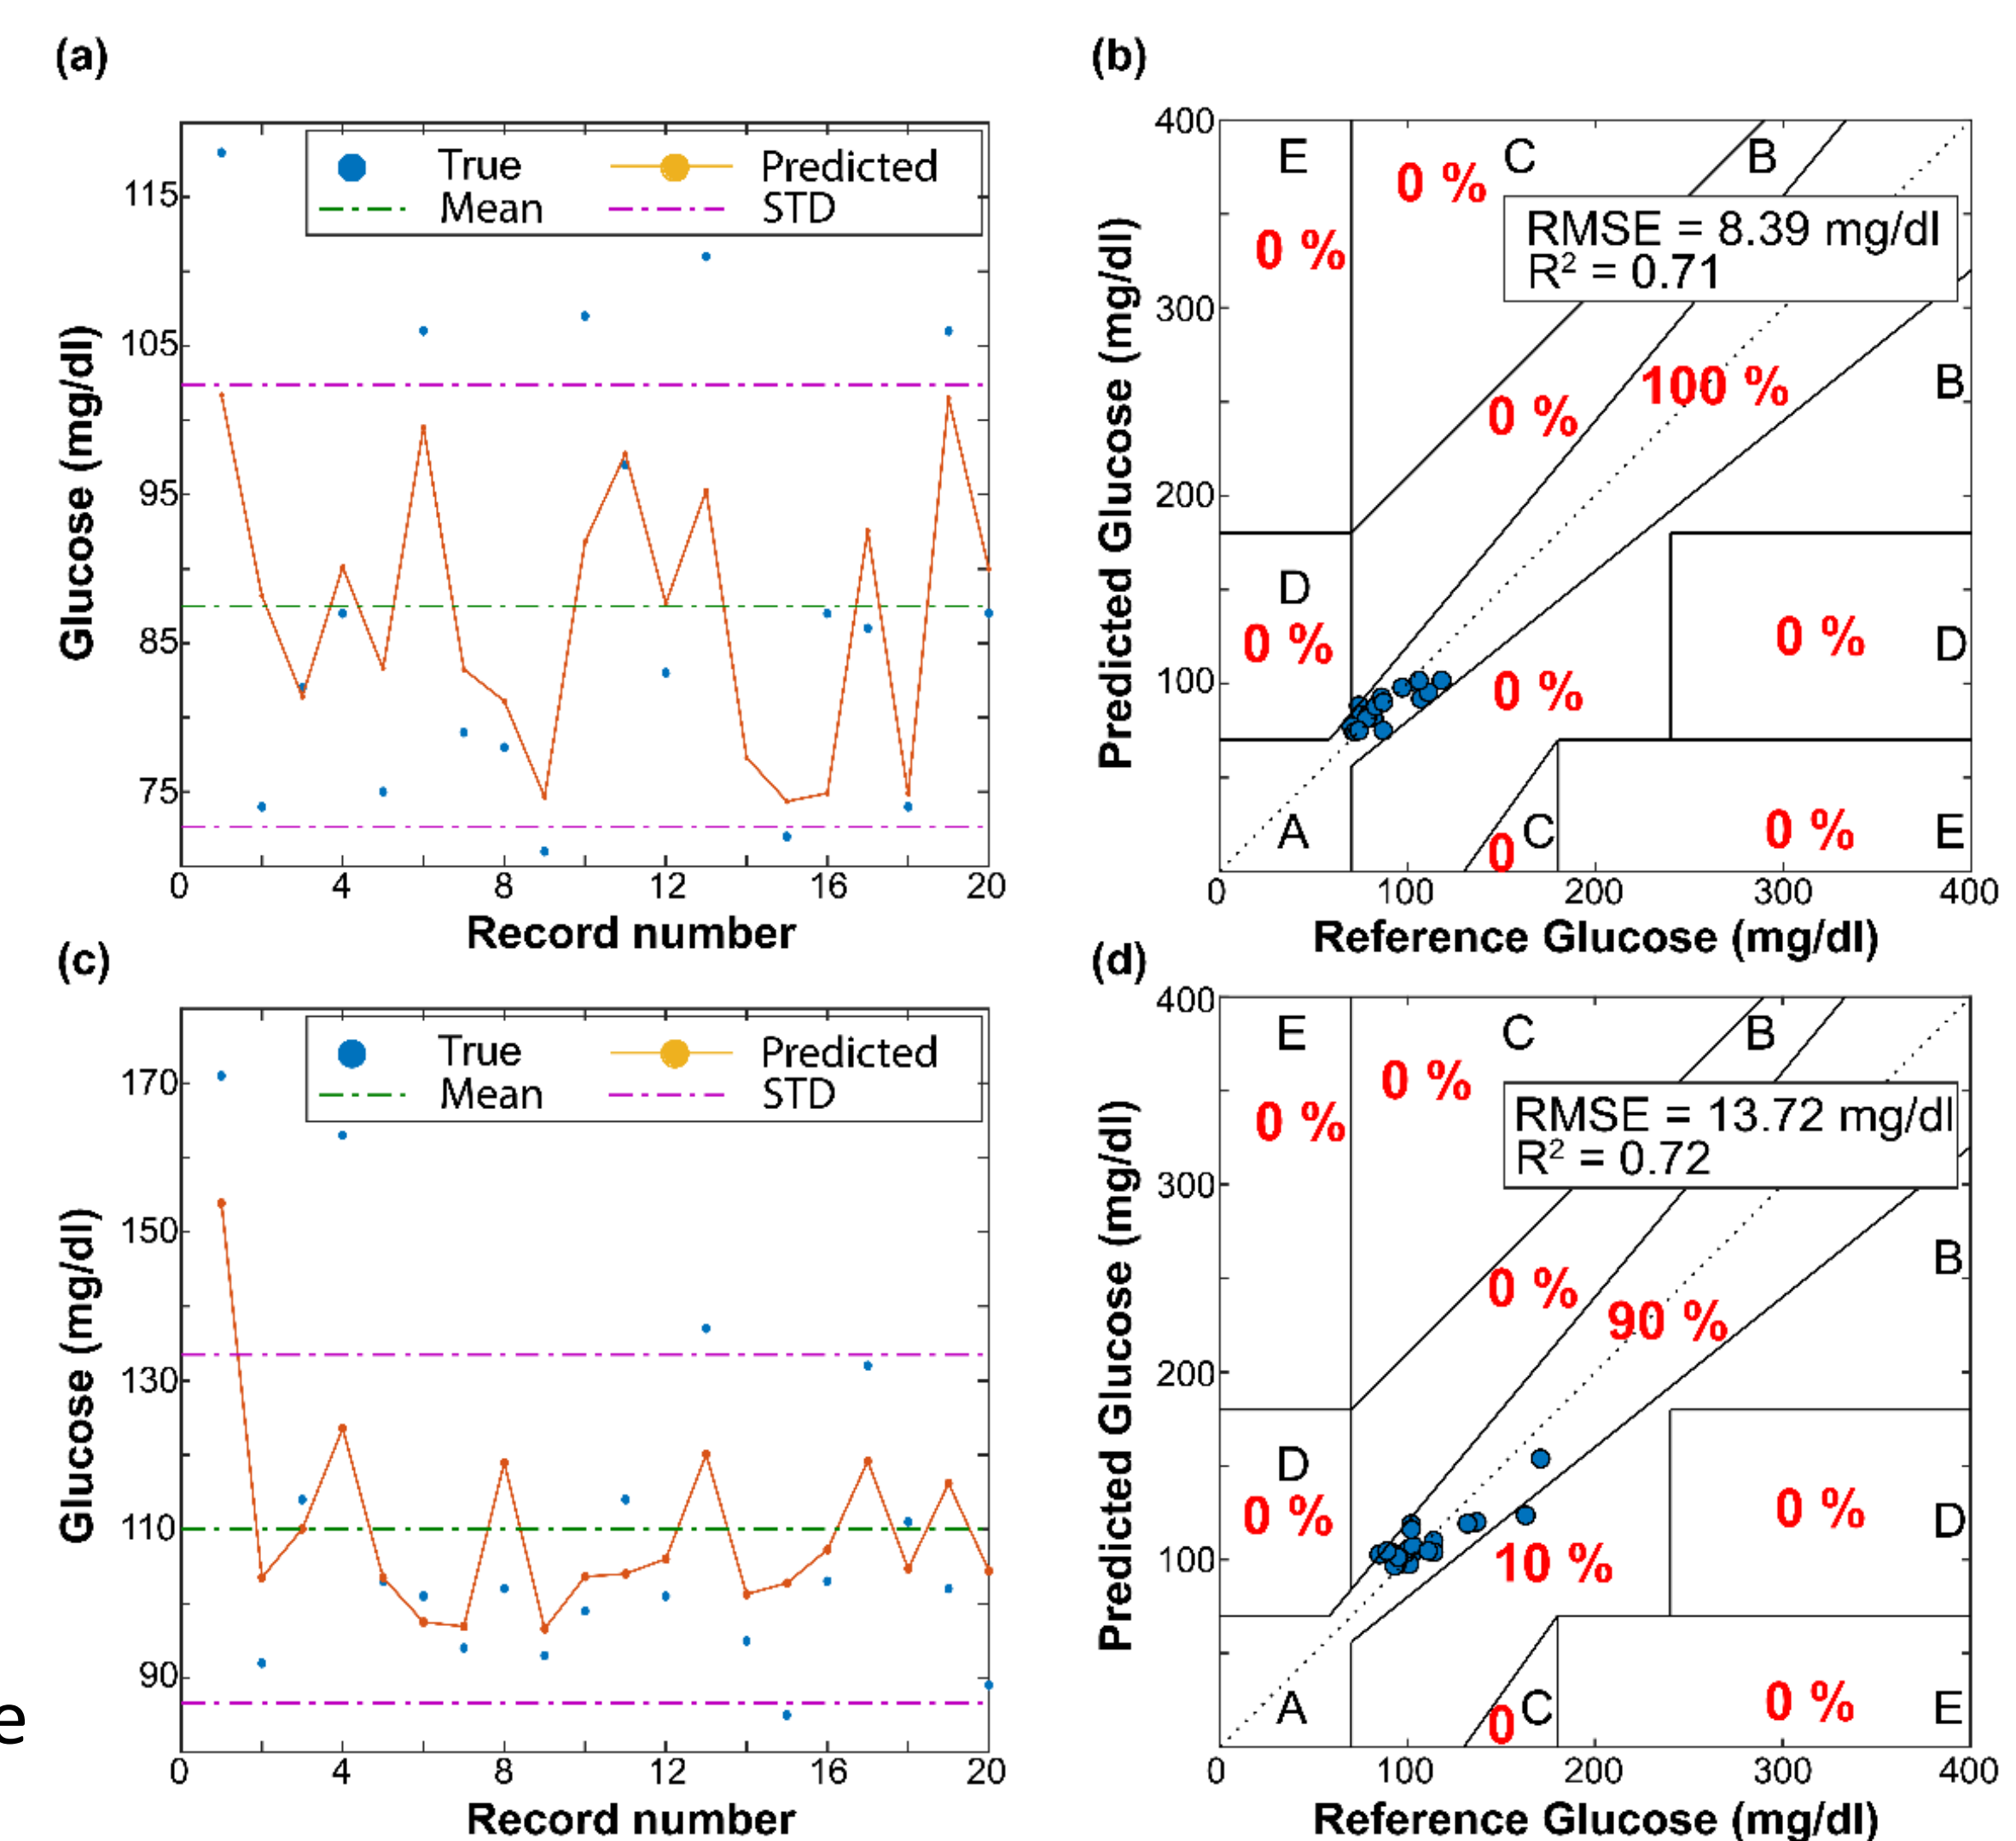 (a)
True Predicted
Mean STD
115
105
95
85
75
0 4 8 12 16 20
Glucose (mg/dl)
Record number
(b)
400
300
200
100
0 100 200 300 400
E C B
0 %
0 %
RMSE = 8.39 mg/dl
R² = 0.71
100 %
B
0 %
D
0 %
0 %
D
0 %
A
0
C
0 %
E
Predicted Glucose (mg/dl)
Reference Glucose (mg/dl)
(c)
True Predicted
Mean STD
170
150
130
110
90
0 4 8 12 16 20
Glucose (mg/dl)
Record number
e
(d)
400
300
200
100
0 100 200 300 400
E C B
0 %
0 %
RMSE = 13.72 mg/dl
R² = 0.72
B
0 %
90 %
D
0 %
0 %
D
10 %
A
0
C
0 %
E
Predicted Glucose (mg/dl)
Reference Glucose (mg/dl)